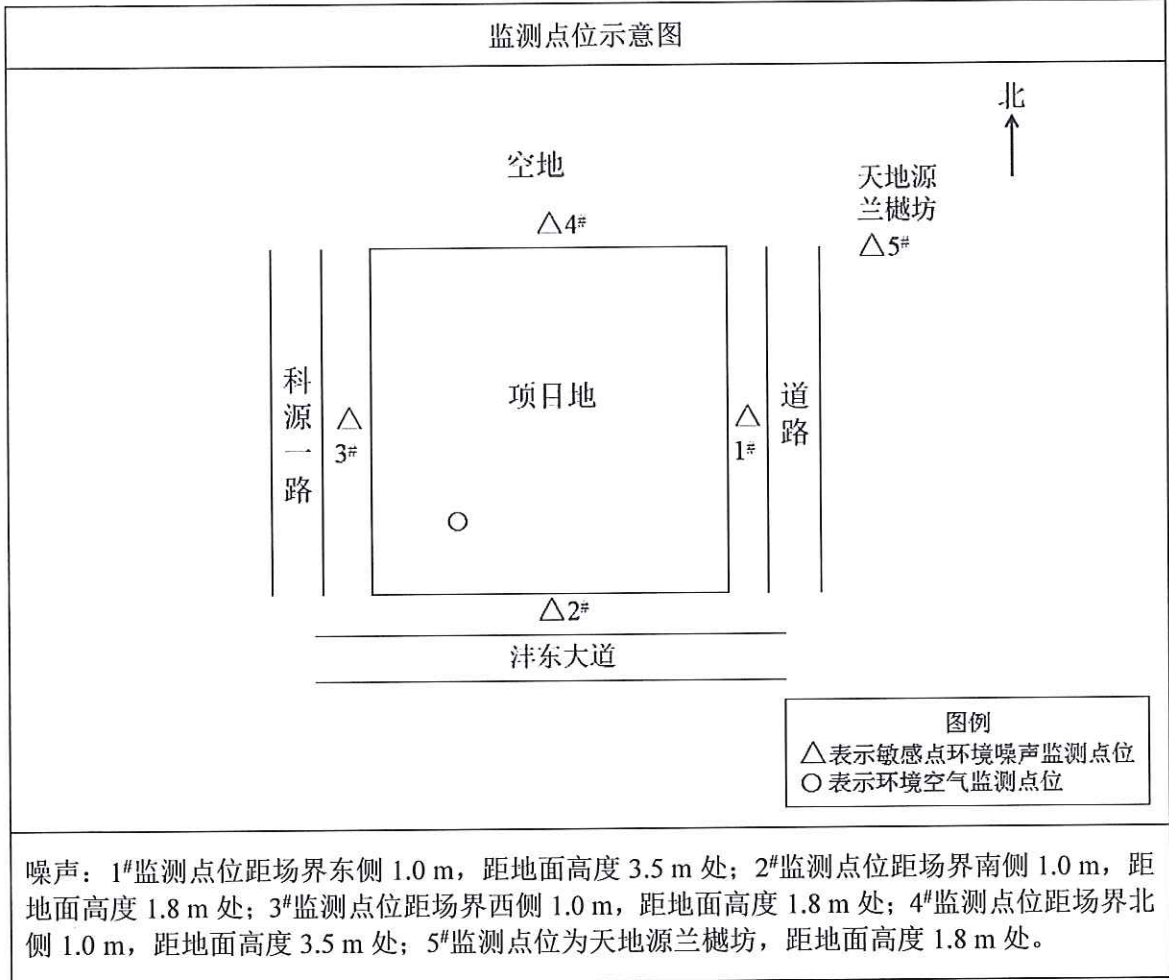 监测点位示意图
北
空地
天地源
兰樾坊
△4#
△5#
科源一路
△
3#
项日地
△
1#
道路
△2#
沣东大道
图例
△表示敏感点环境噪声监测点位
○表示环境空气监测点位
噪声：1#监测点位距场界东侧 1.0 m，距地面高度 3.5 m 处；2#监测点位距场界南侧 1.0 m，距
地面高度 1.8 m 处；3#监测点位距场界西侧 1.0 m，距地面高度 1.8 m 处；4#监测点位距场界北
侧 1.0 m，距地面高度 3.5 m 处；5#监测点位为天地源兰樾坊，距地面高度 1.8 m 处。